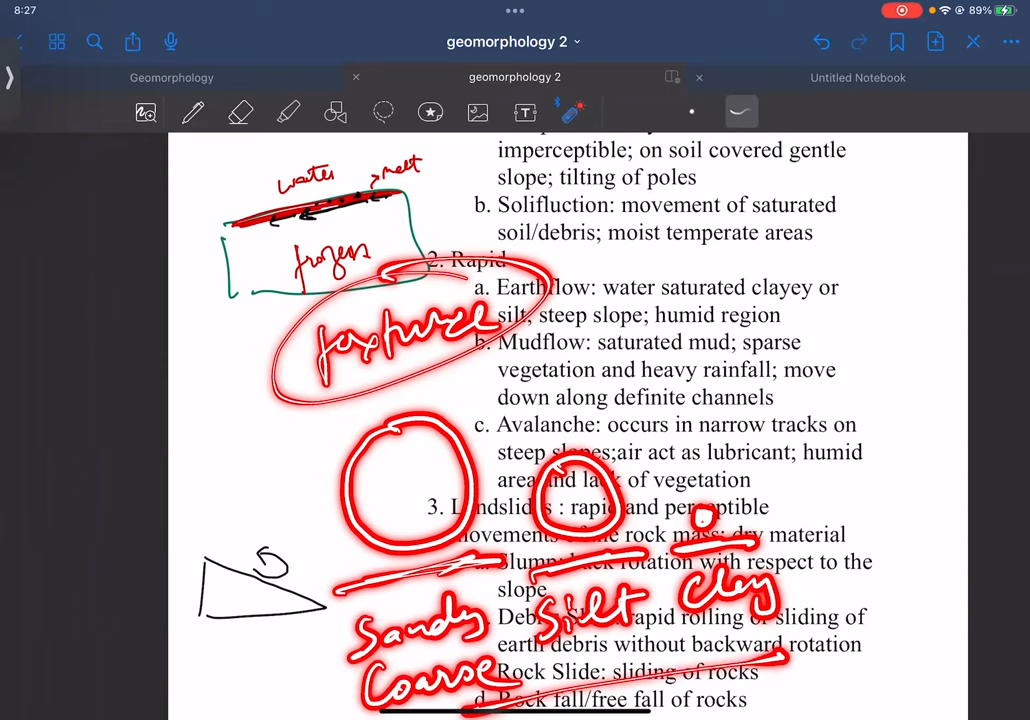 8:27
89%
geomorphology 2
Geomorphology
geomorphology 2
Untitled Notebook
imperceptible; on soil covered gentle
slope; tilting of poles
b. Solifluction: movement of saturated
soil/debris; moist temperate areas
water
melt
frozen
2. Rapid
a. Earthflow: water saturated clayey or
silt, steep slope; humid region
b. Mudflow: saturated mud; sparse
vegetation and heavy rainfall; move
down along definite channels
c. Avalanche: occurs in narrow tracks on
steep slopes;air act as lubricant; humid
area and lack of vegetation
3. Landslides : rapid and perceptible
movements of the rock mass; dry material
a. Slump: back rotation with respect to the
slope
Debris Slide: rapid rolling or sliding of
earth debris without backward rotation
Rock Slide: sliding of rocks
d. Rock fall/free fall of rocks
Sandy
Coarse
Silt
Clay